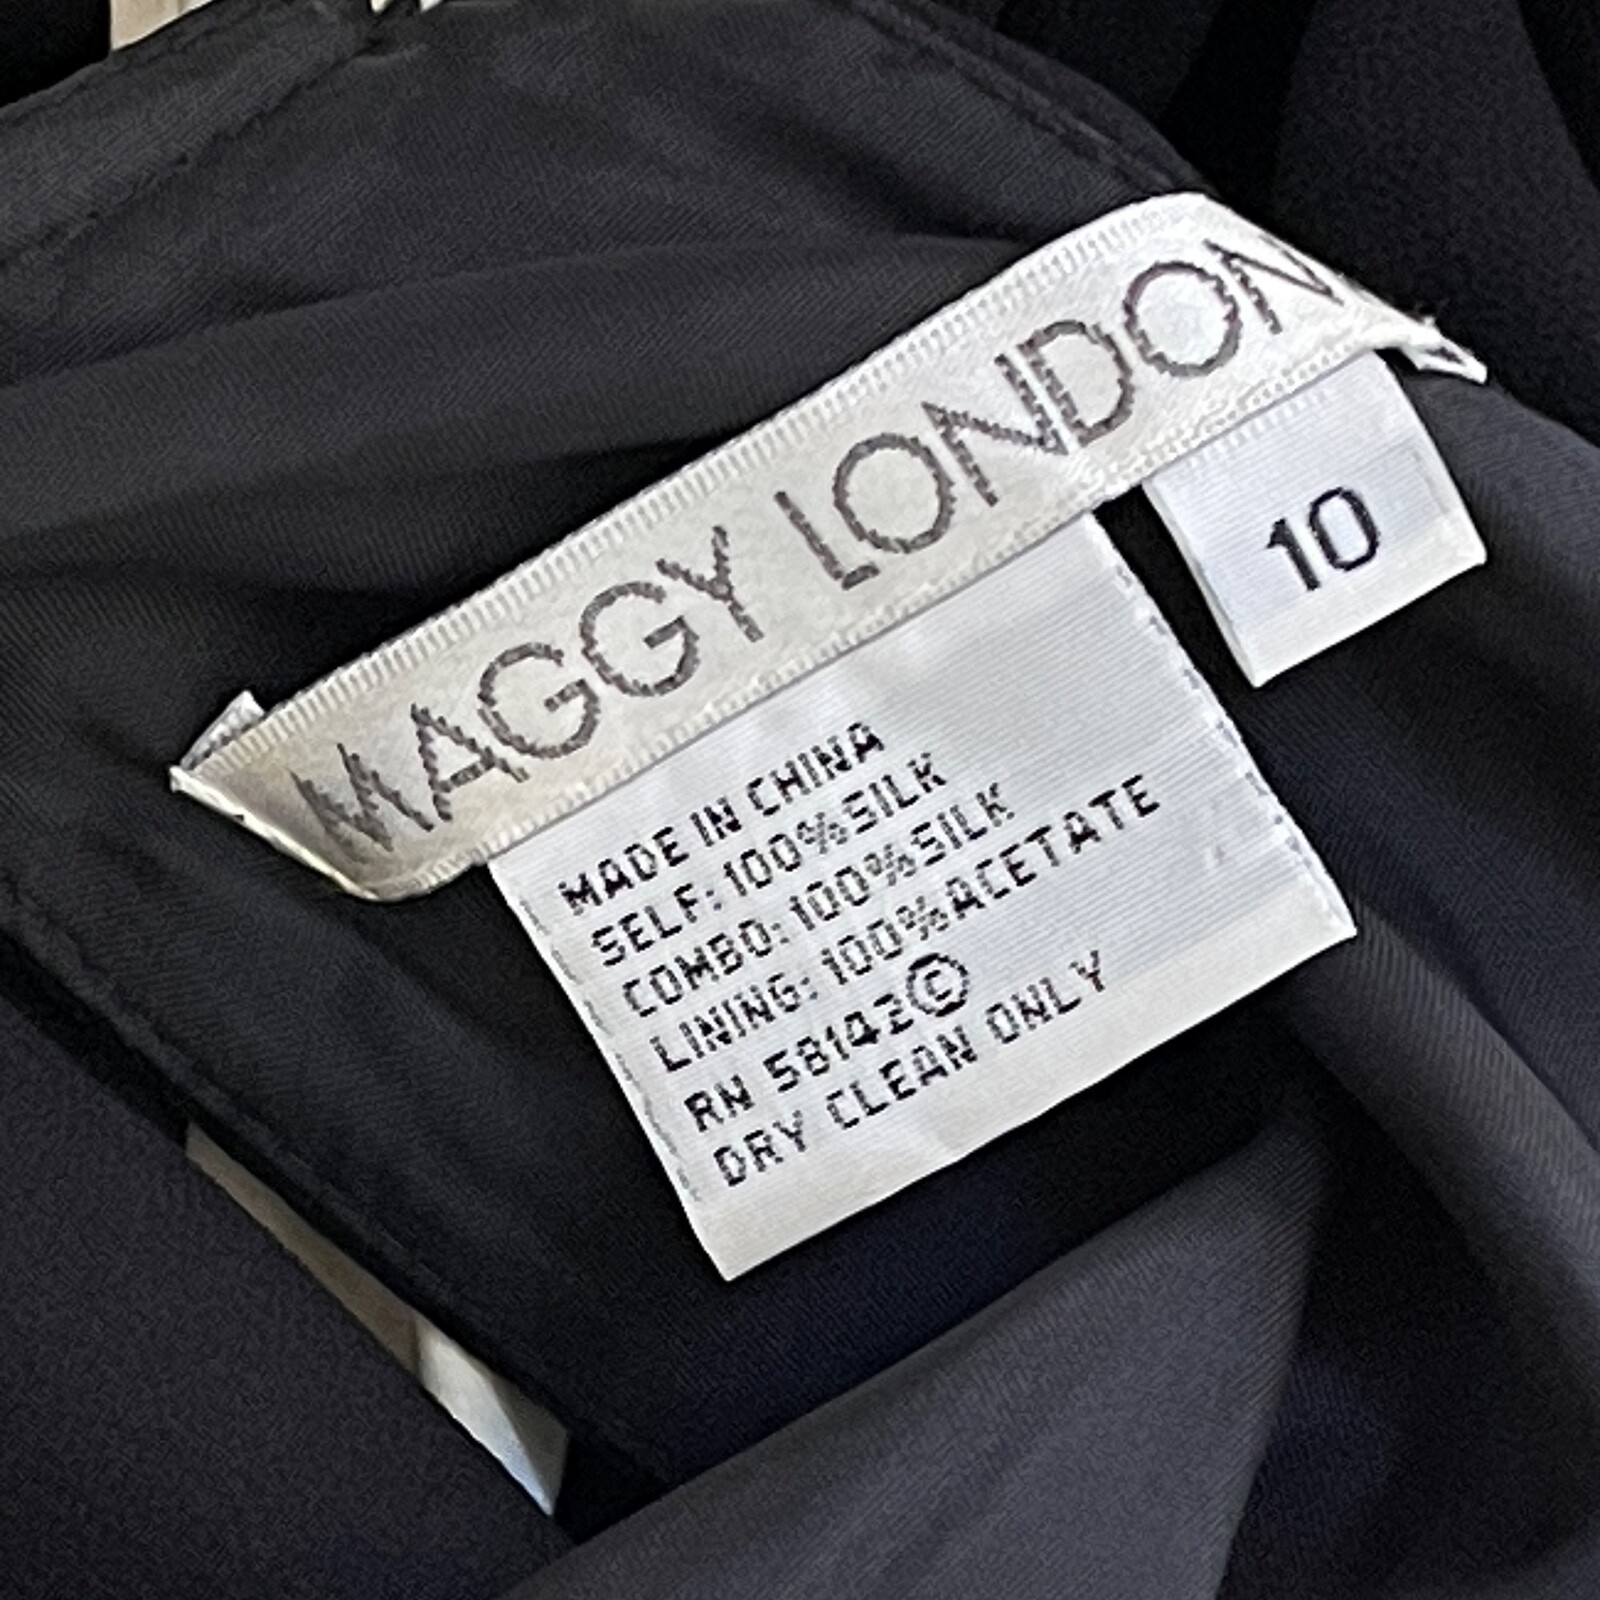 MAGGY LONDON
10
MADE IN CHINA
SELF: 100%SILK
COMBO: 100%SILK
LINING: 100%ACETATE
RN 58142©
DRY CLEAN ONLY